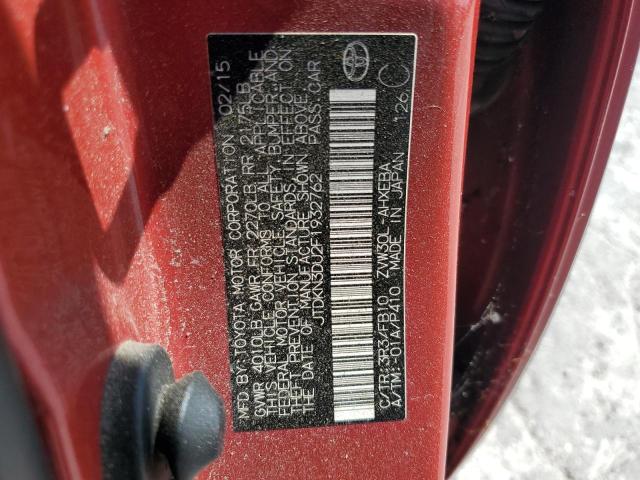 MFD BY: TOYOTA MOTOR CORPORATION 02/15
GVWR 4010LB GAWR FR 2270LB RR 2175LB
THIS VEHICLE CONFORMS TO ALL APPLICABLE
FEDERAL MOTOR VEHICLE SAFETY, BUMPER, AND
THEFT PREVENTION STANDARDS IN EFFECT ON
THE DATE OF MANUFACTURE SHOWN ABOVE.
JTDKN3DU2F1932762 PASS CAR
C/TR:3R3/FB10 ZVW30L-AHXEBA
A/TM:-01A/P410 MADE IN JAPAN
126 C